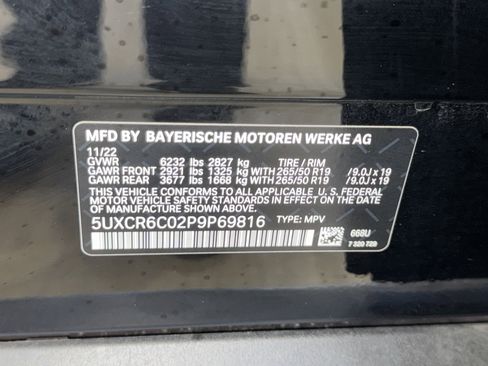 MFD BY BAYERISCHE MOTOREN WERKE AG
11/22
GVWR 6232 lbs 2827 kg TIRE / RIM
GAWR FRONT 2921 lbs 1325 kg WITH 265/50 R19 / 9.0J x 19
GAWR REAR 3677 lbs 1668 kg WITH 265/50 R19 / 9.0J x 19
THIS VEHICLE CONFORMS TO ALL APPLICABLE U.S. FEDERAL
MOTOR VEHICLE SAFETY STANDARDS IN EFFECT ON THE
DATE OF MANUFACTURE SHOWN ABOVE.
5UXCR6C02P9P69816 TYPE: MPV
668U
7 320 729